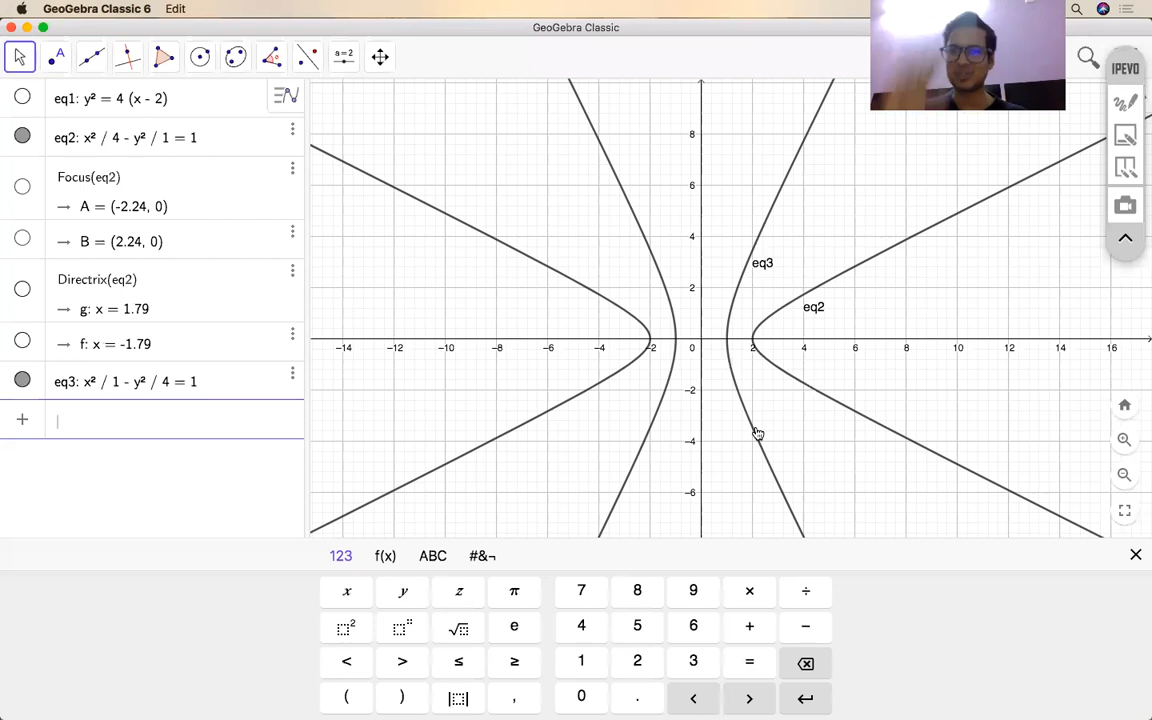 GeoGebra Classic 6 Edit
GeoGebra Classic
a=2
IPEVO
eq1: y² = 4 (x - 2)
eq2: x² / 4 - y² / 1 = 1
Focus(eq2)
→ A = (-2.24, 0)
→ B = (2.24, 0)
Directrix(eq2)
→ g: x = 1.79
→ f: x = -1.79
eq3: x² / 1 - y² / 4 = 1
+
8
6
4
2
0
−2
−4
−6
−14 −12 −10 −8 −6 −4 −2 2 4 6 8 10 12 14 16
eq3
eq2
123 f(x) ABC #&¬
x y z π 7 8 9 × ÷
□² □□ √□ e 4 5 6 + −
< > ≤ ≥ 1 2 3 =
( ) |□| , 0 . < >